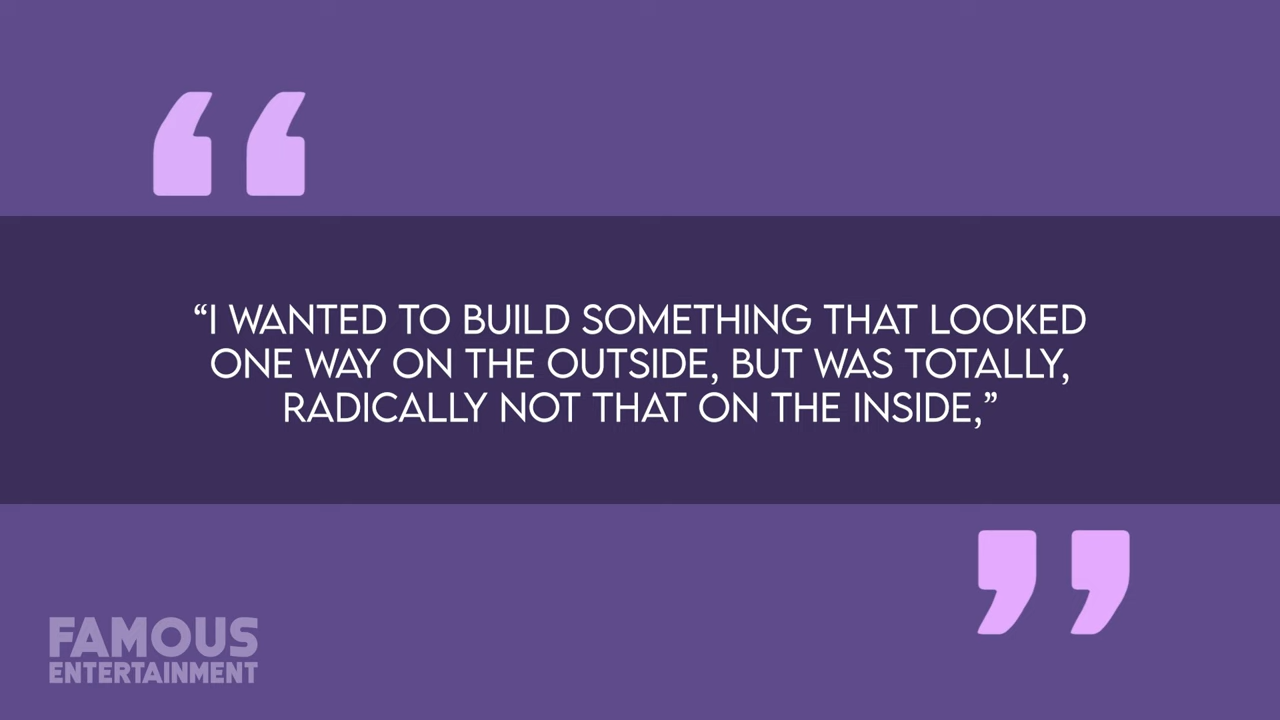 “I WANTED TO BUILD SOMETHING THAT LOOKED
ONE WAY ON THE OUTSIDE, BUT WAS TOTALLY,
RADICALLY NOT THAT ON THE INSIDE,”
FAMOUS
ENTERTAINMENT